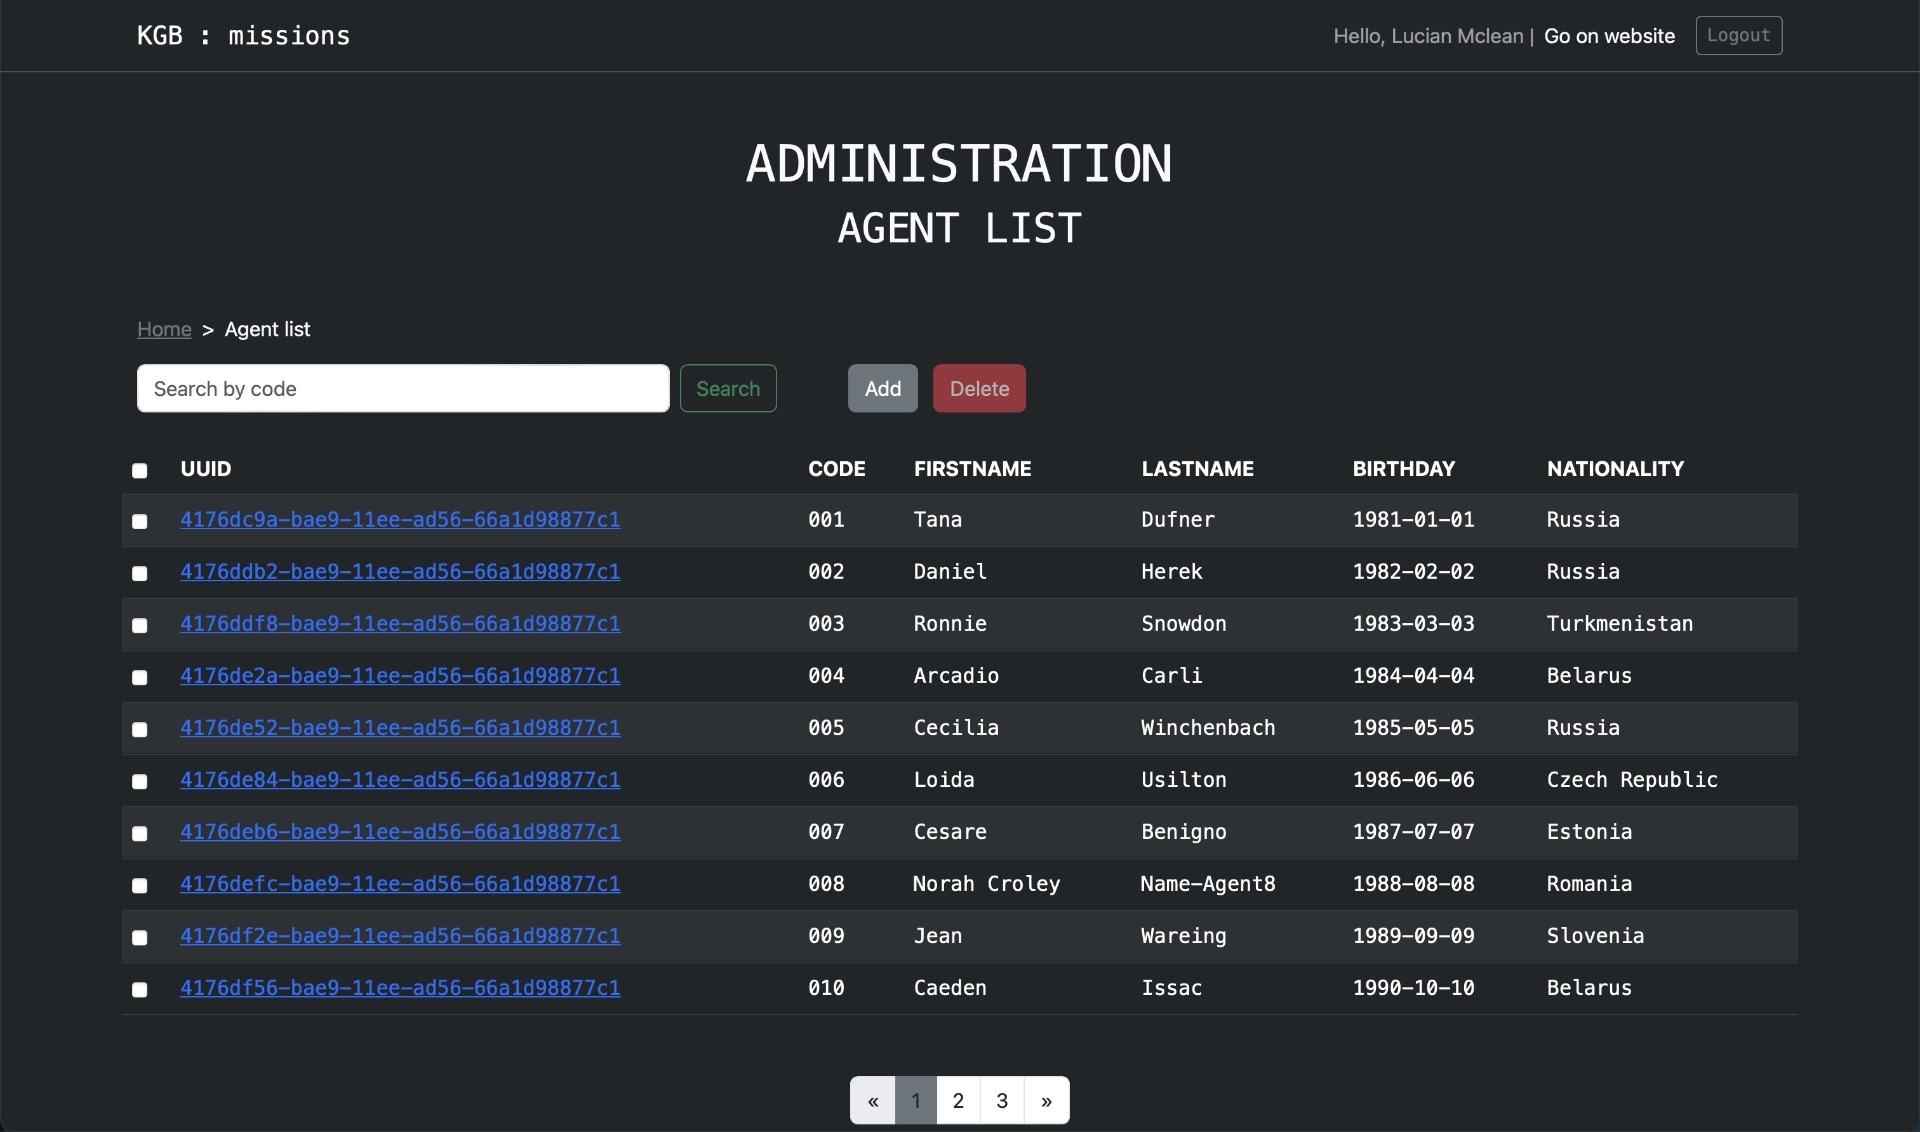 KGB : missions
Hello, Lucian Mclean | Go on website Logout
ADMINISTRATION
AGENT LIST
Home > Agent list
Search by code Search Add Delete
UUID CODE FIRSTNAME LASTNAME BIRTHDAY NATIONALITY
4176dc9a-bae9-11ee-ad56-66a1d98877c1 001 Tana Dufner 1981-01-01 Russia
4176ddb2-bae9-11ee-ad56-66a1d98877c1 002 Daniel Herek 1982-02-02 Russia
4176ddf8-bae9-11ee-ad56-66a1d98877c1 003 Ronnie Snowdon 1983-03-03 Turkmenistan
4176de2a-bae9-11ee-ad56-66a1d98877c1 004 Arcadio Carli 1984-04-04 Belarus
4176de52-bae9-11ee-ad56-66a1d98877c1 005 Cecilia Winchenbach 1985-05-05 Russia
4176de84-bae9-11ee-ad56-66a1d98877c1 006 Loida Usilton 1986-06-06 Czech Republic
4176deb6-bae9-11ee-ad56-66a1d98877c1 007 Cesare Benigno 1987-07-07 Estonia
4176defc-bae9-11ee-ad56-66a1d98877c1 008 Norah Croley Name-Agent8 1988-08-08 Romania
4176df2e-bae9-11ee-ad56-66a1d98877c1 009 Jean Wareing 1989-09-09 Slovenia
4176df56-bae9-11ee-ad56-66a1d98877c1 010 Caeden Issac 1990-10-10 Belarus
« 1 2 3 »